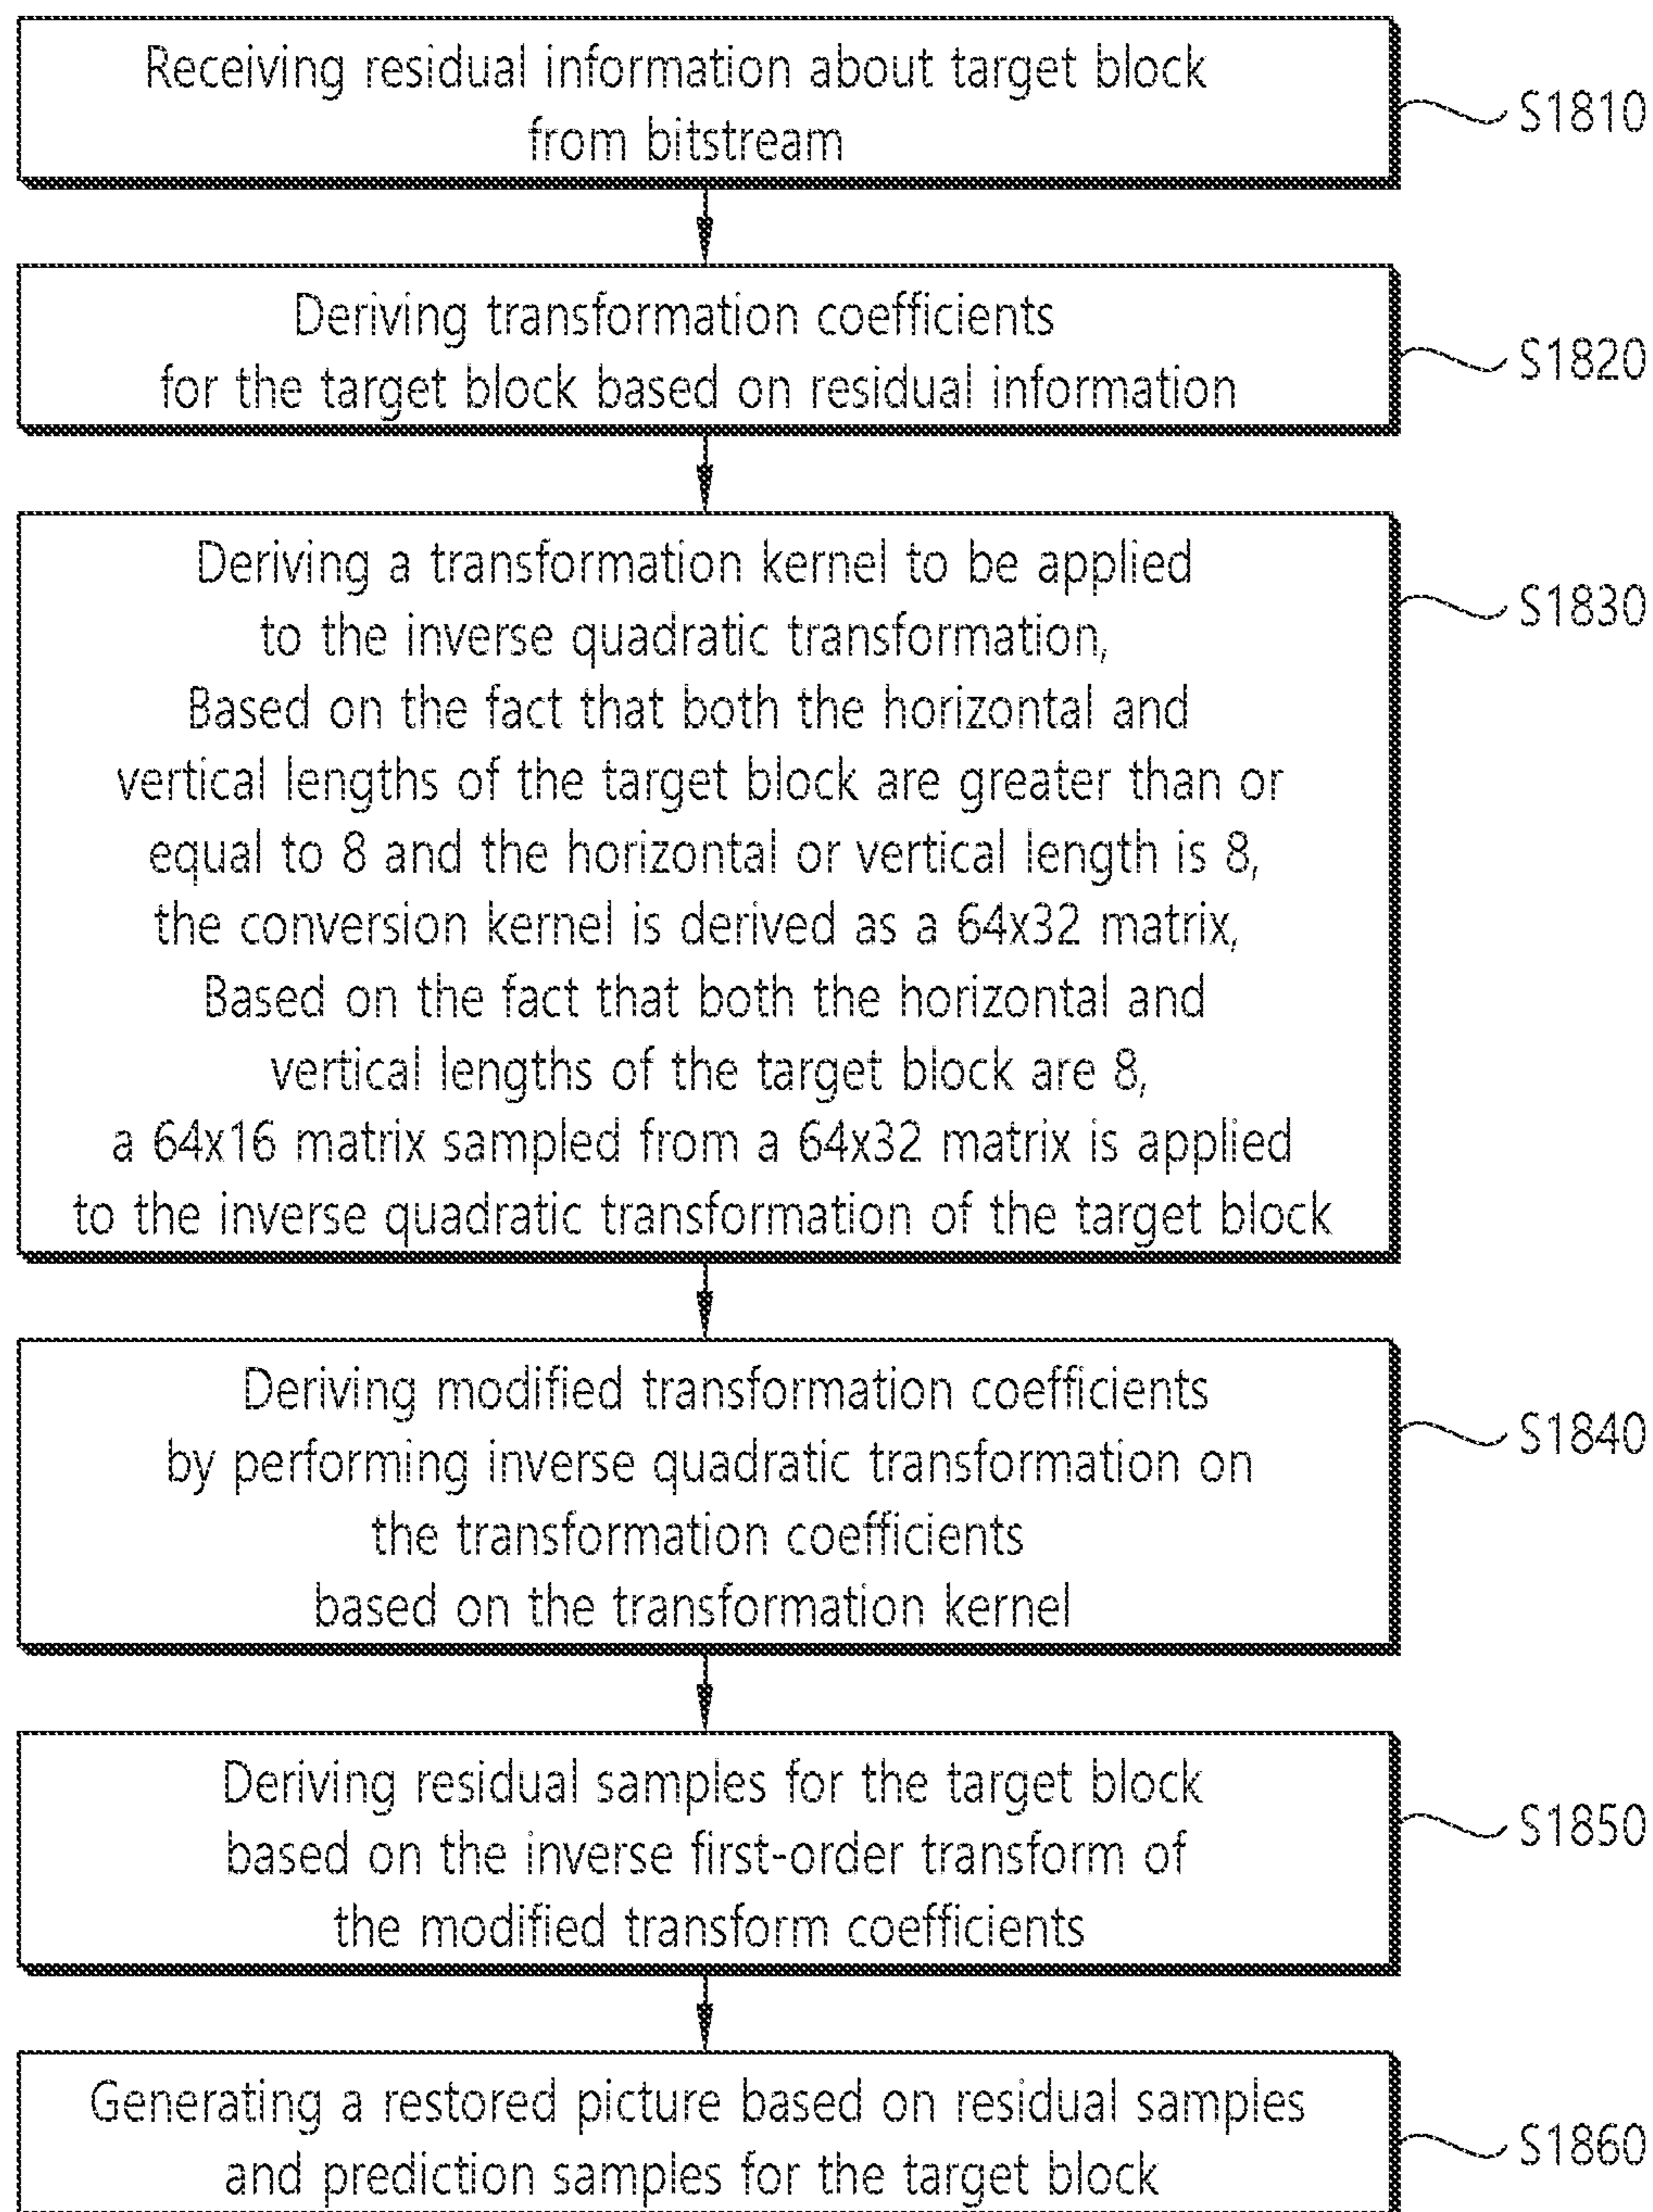 Receiving residual information about target block
from bitstream
S1810
Deriving transformation coefficients
for the target block based on residual information
S1820
Deriving a transformation kernel to be applied
to the inverse quadratic transformation,
Based on the fact that both the horizontal and
vertical lengths of the target block are greater than or
equal to 8 and the horizontal or vertical length is 8,
the conversion kernel is derived as a 64x32 matrix,
Based on the fact that both the horizontal and
vertical lengths of the target block are 8,
a 64x16 matrix sampled from a 64x32 matrix is applied
to the inverse quadratic transformation of the target block
S1830
Deriving modified transformation coefficients
by performing inverse quadratic transformation on
the transformation coefficients
based on the transformation kernel
S1840
Deriving residual samples for the target block
based on the inverse first-order transform of
the modified transform coefficients
S1850
Generating a restored picture based on residual samples
and prediction samples for the target block
S1860